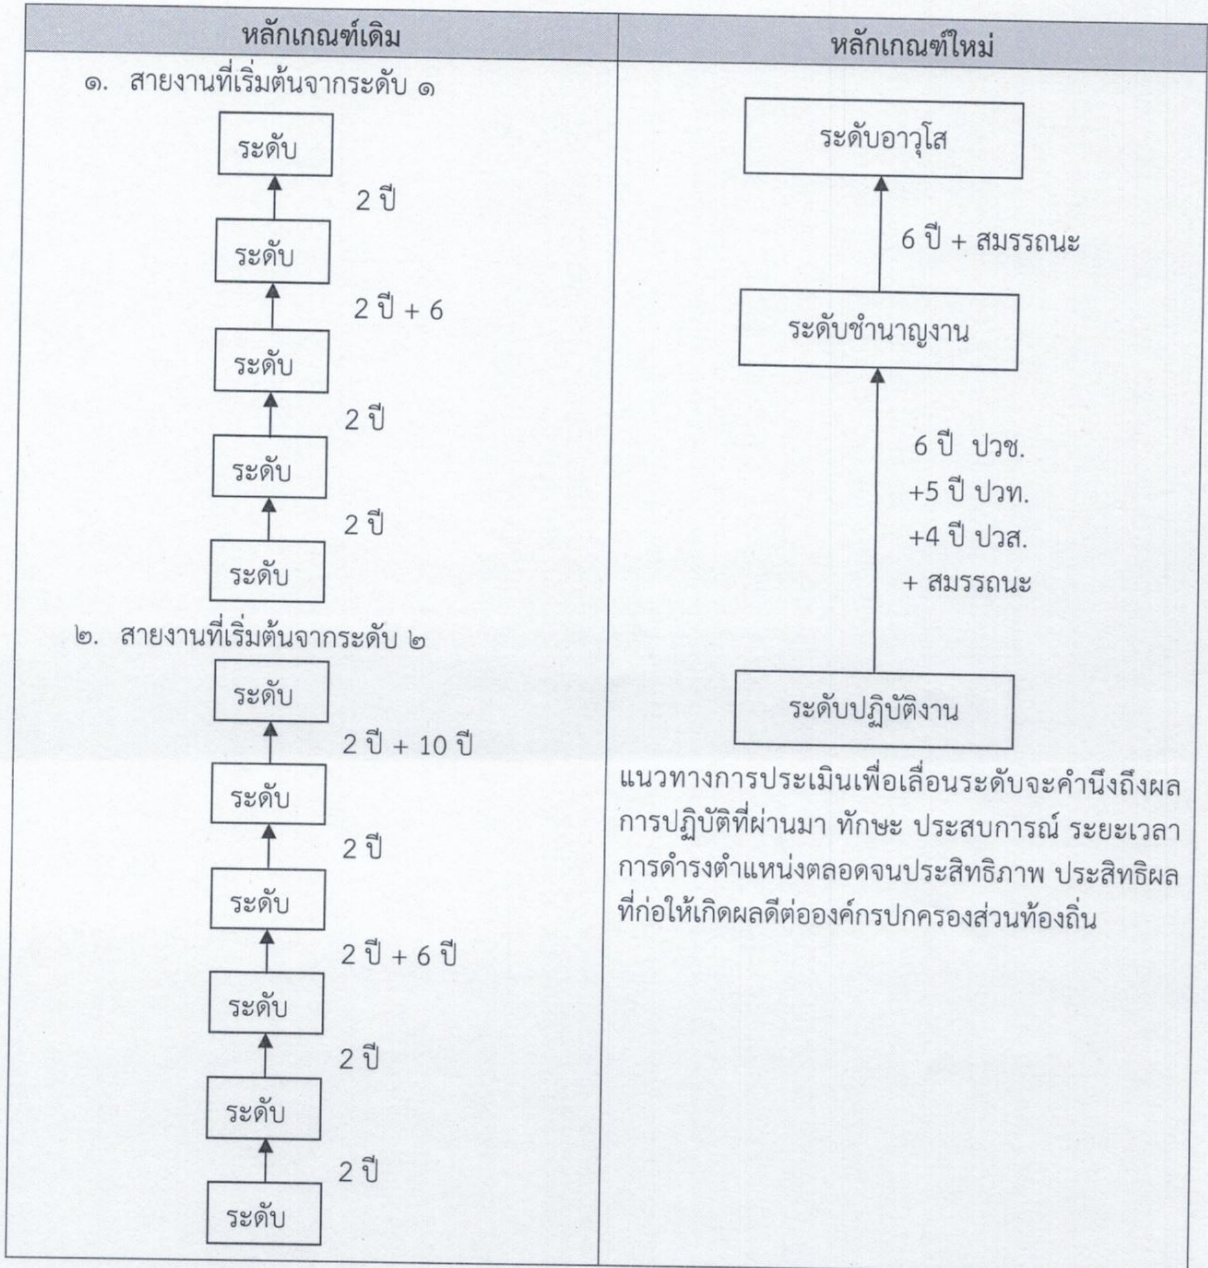 หลักเกณฑ์เดิม
๑. สายงานที่เริ่มต้นจากระดับ ๑
ระดับ
2 ปี
ระดับ
2 ปี + 6
ระดับ
2 ปี
ระดับ
2 ปี
ระดับ
๒. สายงานที่เริ่มต้นจากระดับ ๒
ระดับ
2 ปี + 10 ปี
ระดับ
2 ปี
ระดับ
2 ปี + 6 ปี
ระดับ
2 ปี
ระดับ
2 ปี
ระดับ
หลักเกณฑ์ใหม่
ระดับอาวุโส
6 ปี + สมรรถนะ
ระดับชำนาญงาน
6 ปี ปวช.
+5 ปี ปวท.
+4 ปี ปวส.
+ สมรรถนะ
ระดับปฏิบัติงาน
แนวทางการประเมินเพื่อเลื่อนระดับจะคำนึงถึงผล
การปฏิบัติที่ผ่านมา ทักษะ ประสบการณ์ ระยะเวลา
การดำรงตำแหน่งตลอดจนประสิทธิภาพ ประสิทธิผล
ที่ก่อให้เกิดผลดีต่อองค์กรปกครองส่วนท้องถิ่น